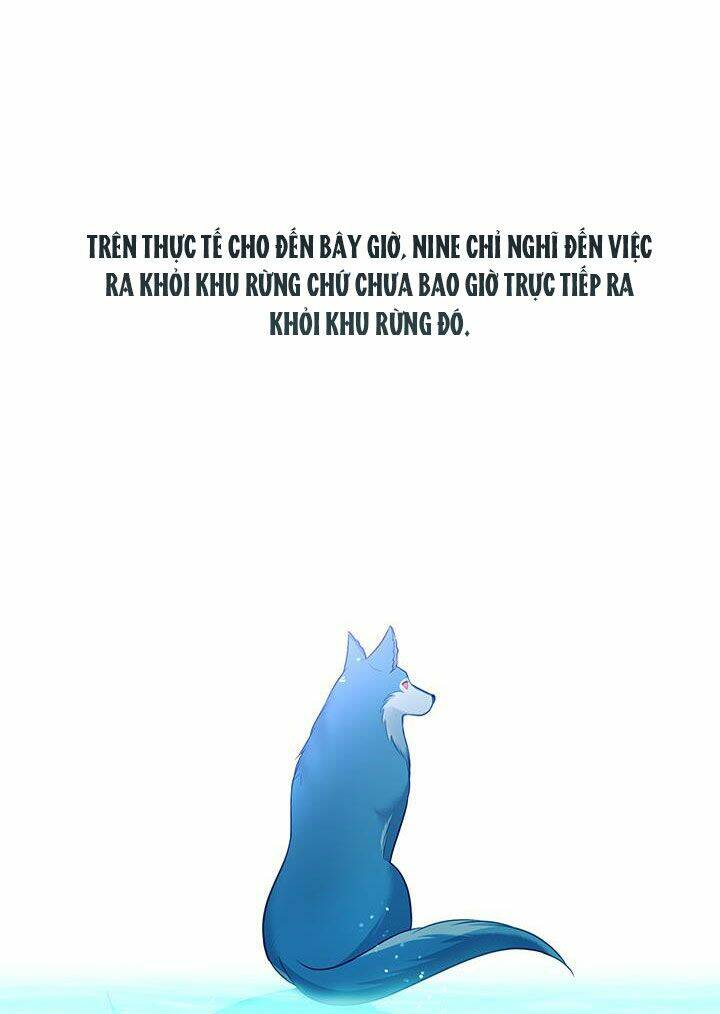 TRÊN THỰC TẾ CHO ĐẾN BÂY GIỜ, NINE CHỈ NGHĨ ĐẾN VIỆC
RA KHỎI KHU RỪNG CHỨ CHƯA BAO GIỜ TRỰC TIẾP RA
KHỎI KHU RỪNG ĐÓ.